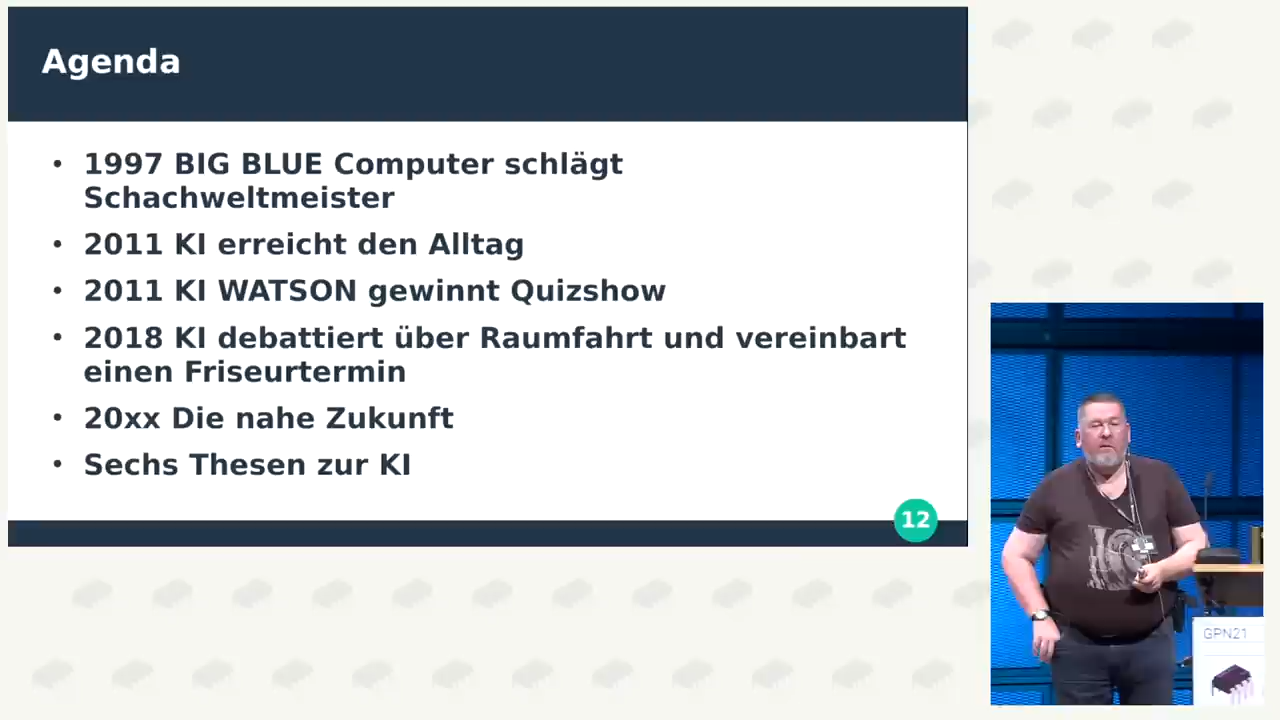 Agenda
• 1997 BIG BLUE Computer schlägt
Schachweltmeister
• 2011 KI erreicht den Alltag
• 2011 KI WATSON gewinnt Quizshow
• 2018 KI debattiert über Raumfahrt und vereinbart
einen Friseurtermin
• 20xx Die nahe Zukunft
• Sechs Thesen zur KI
12
GPN21